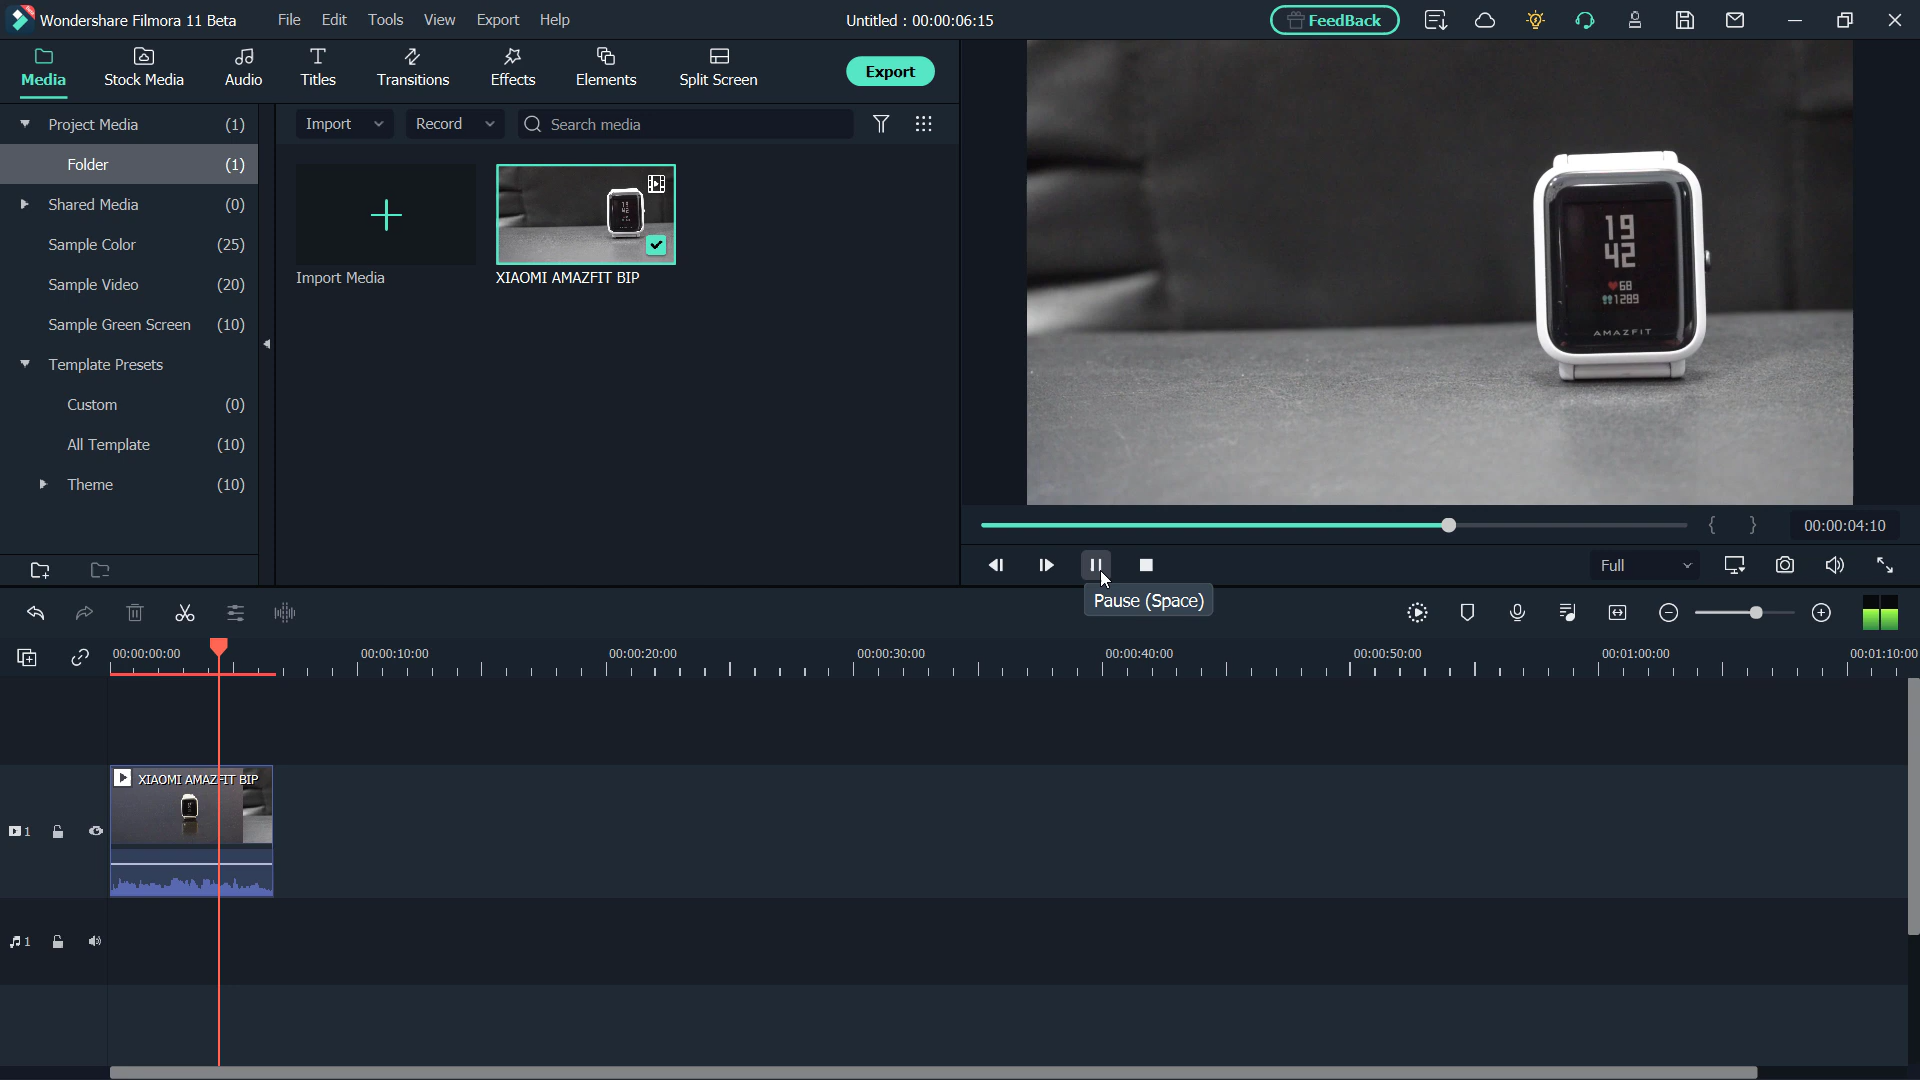 Wondershare Filmora 11 Beta
File Edit Tools View Export Help
Untitled : 00:00:06:15
FeedBack
Media
Stock Media
Audio
Titles
Transitions
Effects
Elements
Split Screen
Export
Project Media (1)
Folder (1)
Shared Media (0)
Sample Color (25)
Sample Video (20)
Sample Green Screen (10)
Template Presets
Custom (0)
All Template (10)
Theme (10)
Import
Record
Search media
Import Media
XIAOMI AMAZFIT BIP
19
42
68
1289
AMAZFIT
{ }
00:00:04:10
Full
Pause (Space)
00:00:00:00 00:00:10:00 00:00:20:00 00:00:30:00 00:00:40:00 00:00:50:00 00:01:00:00 00:01:10:00
XIAOMI AMAZFIT BIP
1
1